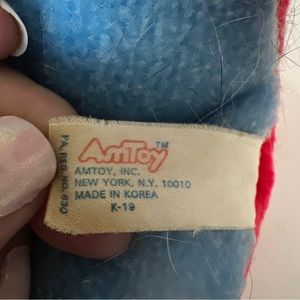 AmToy™
AMTOY, INC.
NEW YORK, N.Y. 10010
MADE IN KOREA
K-19
PA. REG. NO. 630